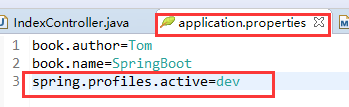 IndexController.java
application.properties
1 book.author=Tom
2 book.name=SpringBoot
3 spring.profiles.active=dev